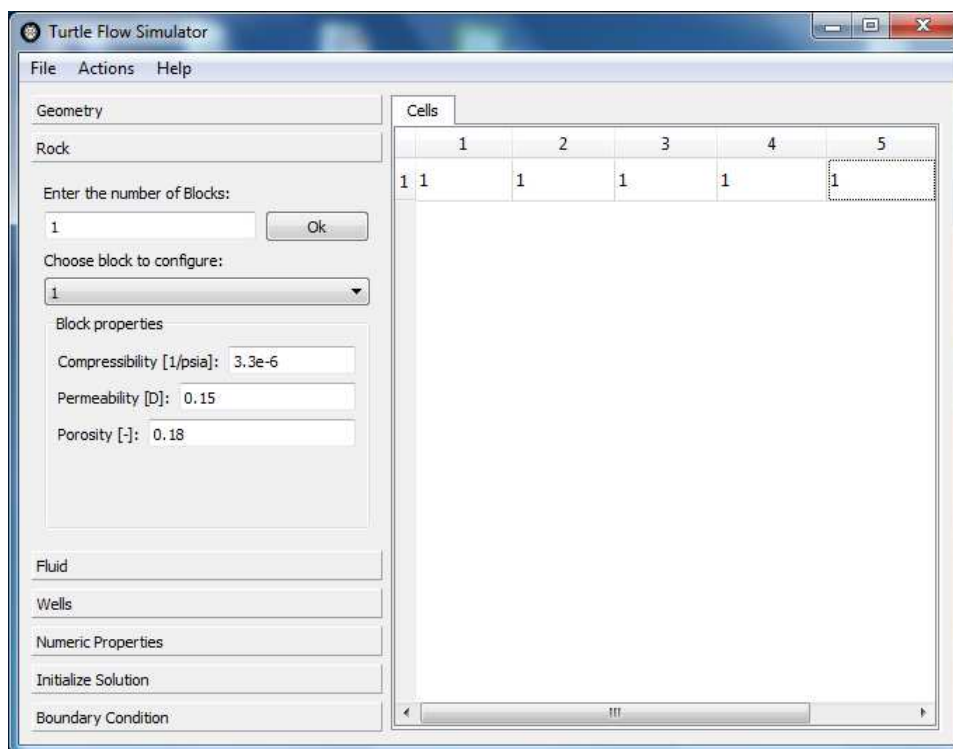 Turtle Flow Simulator
File Actions Help
Geometry
Rock
Enter the number of Blocks:
1 Ok
Choose block to configure:
1
Block properties
Compressibility [1/psia]: 3.3e-6
Permeability [D]: 0.15
Porosity [-]: 0.18
Fluid
Wells
Numeric Properties
Initialize Solution
Boundary Condition
Cells
1 2 3 4 5
1 1 1 1 1 1